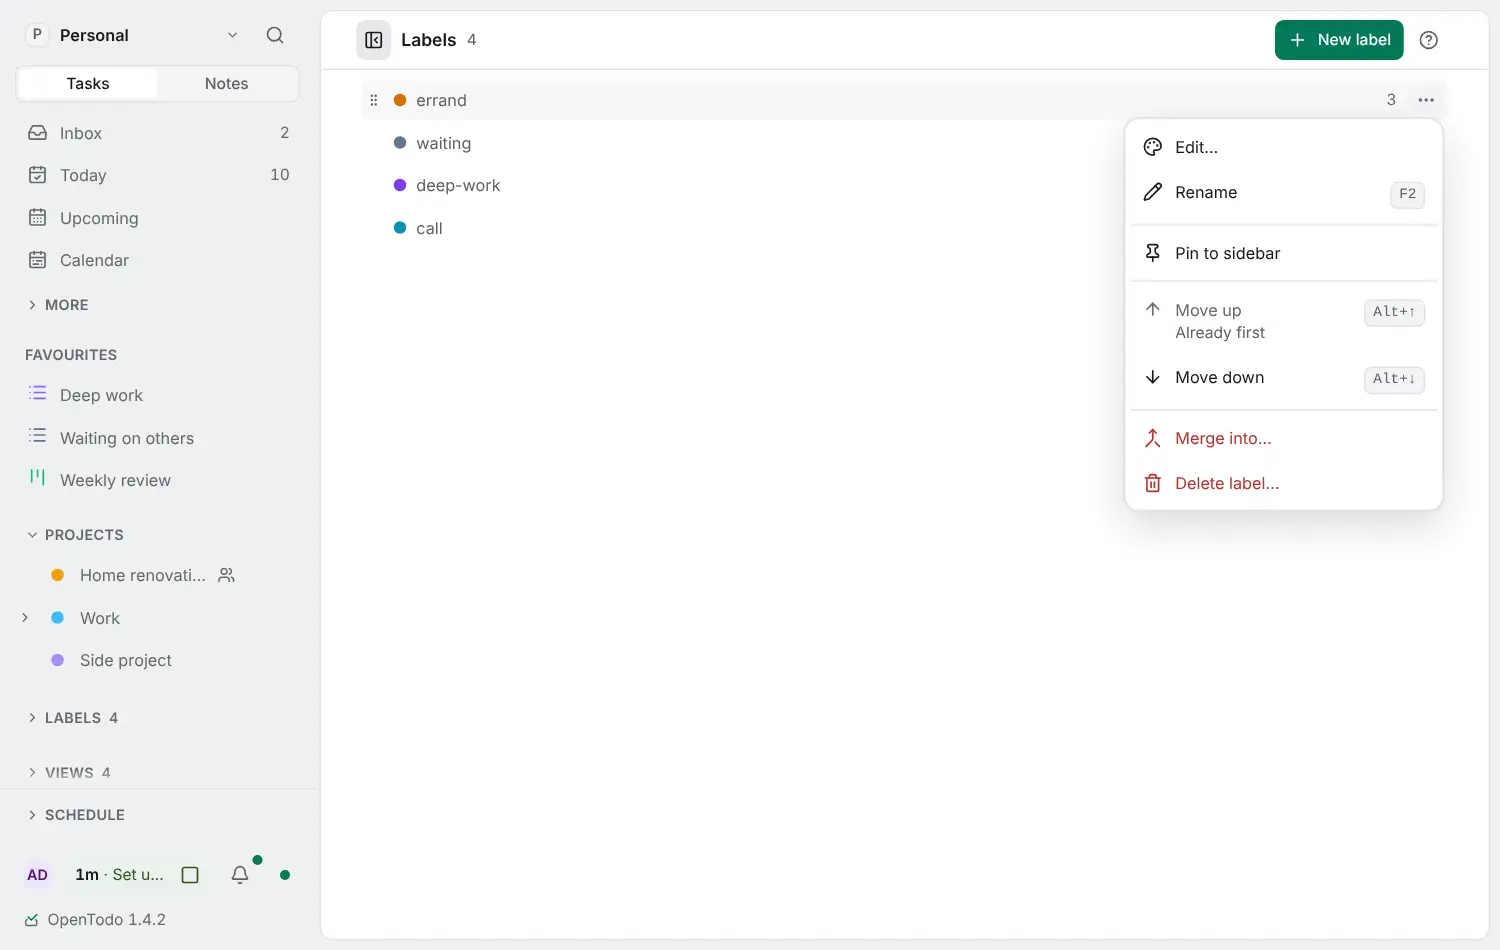 P Personal
Tasks Notes
Inbox 2
Today 10
Upcoming
Calendar
MORE
FAVOURITES
Deep work
Waiting on others
Weekly review
PROJECTS
Home renovati...
Work
Side project
LABELS 4
VIEWS 4
SCHEDULE
AD 1m · Set u...
OpenTodo 1.4.2
Labels 4
New label
errand 3
waiting
deep-work
call
Edit...
Rename F2
Pin to sidebar
Move up Alt+↑
Already first
Move down Alt+↓
Merge into...
Delete label...